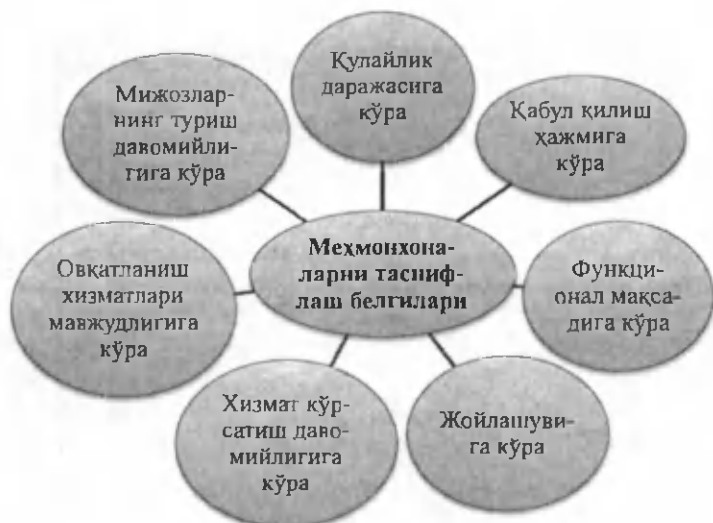 Қулайлик
даражасига
кўра
Мижозлар-
нинг туриш
давомийли-
гига кўра
Қабул қилиш
ҳажмига
кўра
Меҳмонхона-
ларни тасниф-
лаш белгилари
Овқатланиш
хизматлари
мавжудлигига
кўра
Функци-
онал мақса-
дига кўра
Хизмат кўр-
сатиш даво-
мийлигига
кўра
Жойлашуви-
га кўра